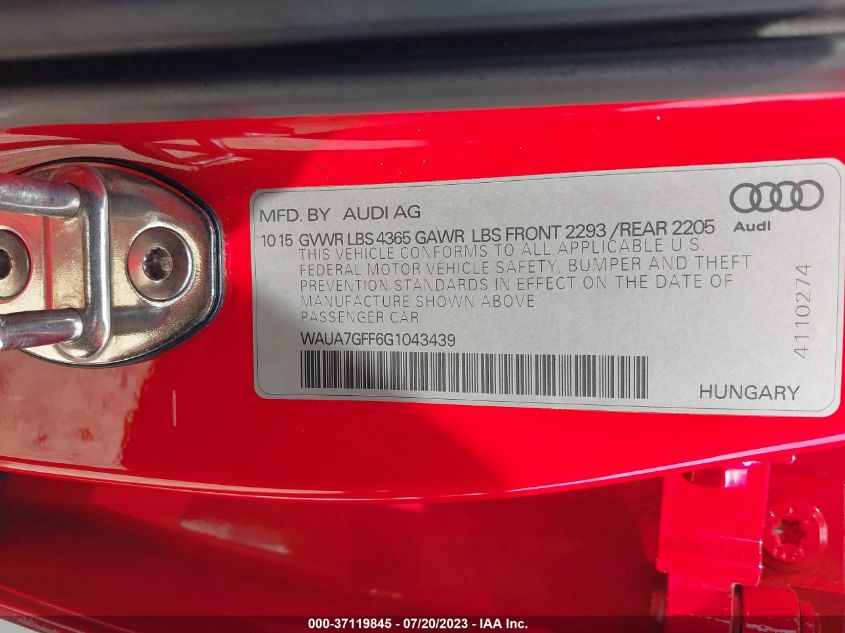 MFD. BY AUDI AG
Audi
10 15 GVWR LBS 4365 GAWR LBS FRONT 2293 /REAR 2205
THIS VEHICLE CONFORMS TO ALL APPLICABLE U.S.
FEDERAL MOTOR VEHICLE SAFETY, BUMPER AND THEFT
PREVENTION STANDARDS IN EFFECT ON THE DATE OF
MANUFACTURE SHOWN ABOVE
PASSENGER CAR
WAUA7GFF6G1043439
4110274
HUNGARY
000-37119845 / 07/20/2023 - IAA Inc.